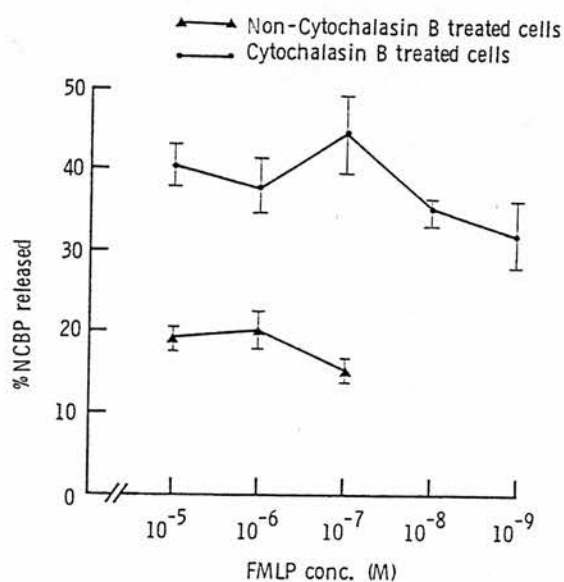 Non-Cytochalasin B treated cells
Cytochalasin B treated cells
50
40
30
20
10
0
%NCBP released
10⁻⁵ 10⁻⁶ 10⁻⁷ 10⁻⁸ 10⁻⁹
FMLP conc. (M)